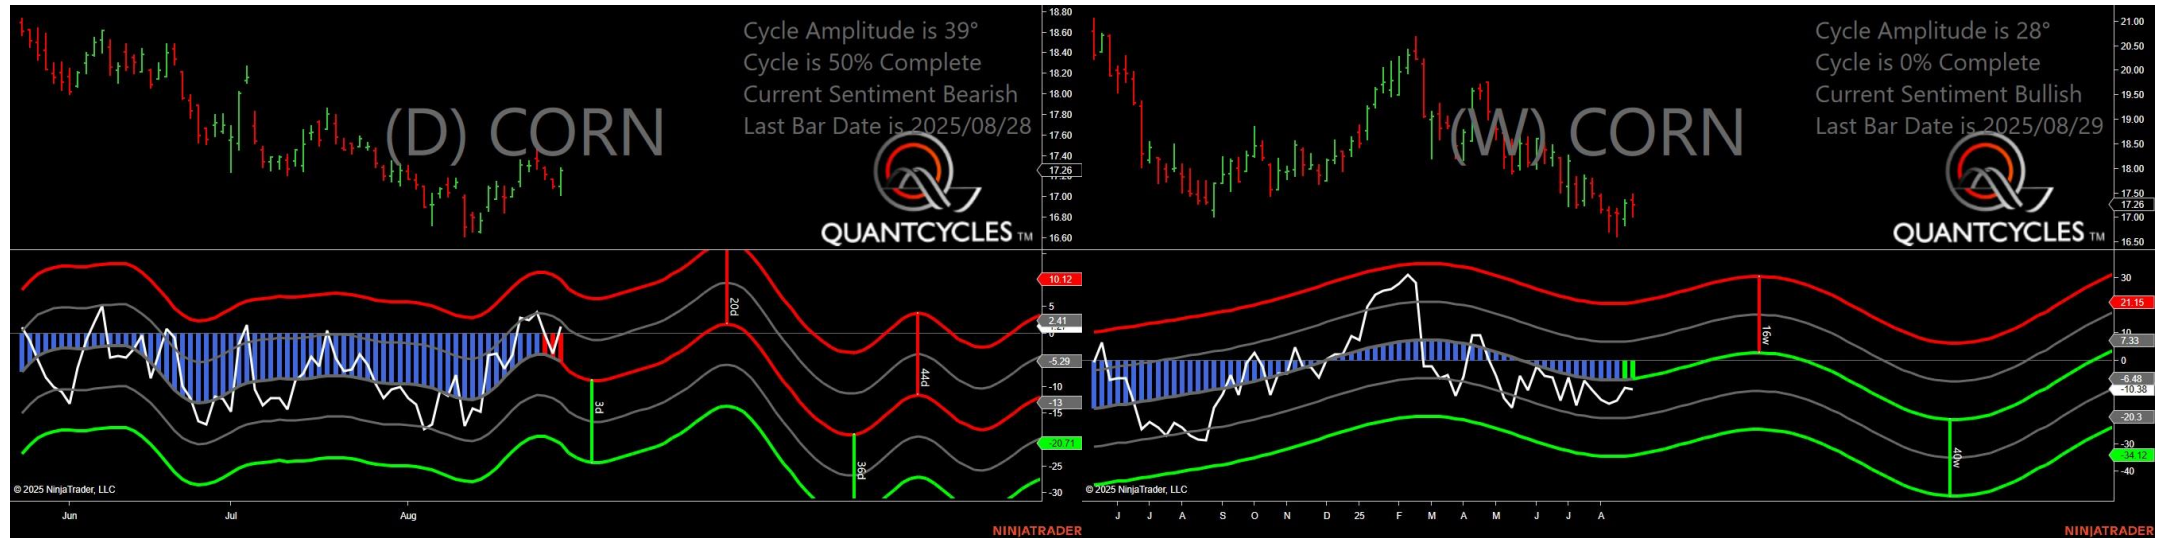 Cycle Amplitude is 39°
Cycle is 50% Complete
Current Sentiment Bearish
Last Bar Date is 2025/08/28
(D) CORN
QUANTCYCLES TM
18.80
18.60
18.40
18.20
18.00
17.80
17.60
17.40
17.26
17.00
16.80
16.60
10.12
5
2.41
-5.29
-10
-13
-15
-20.71
-25
-30
20d
3d
36d
44d
© 2025 NinjaTrader, LLC
Jun Jul Aug
NINJATRADER
Cycle Amplitude is 28°
Cycle is 0% Complete
Current Sentiment Bullish
Last Bar Date is 2025/08/29
(W) CORN
QUANTCYCLES TM
21.00
20.50
20.00
19.50
19.00
18.50
18.00
17.50
17.26
17.00
16.50
30
21.15
10
7.33
0
-6.48
-10.38
-20.3
-30
-34.12
-40
16w
40w
© 2025 NinjaTrader, LLC
J J A S O N D 25 F M A M J J A
NINJATRADER